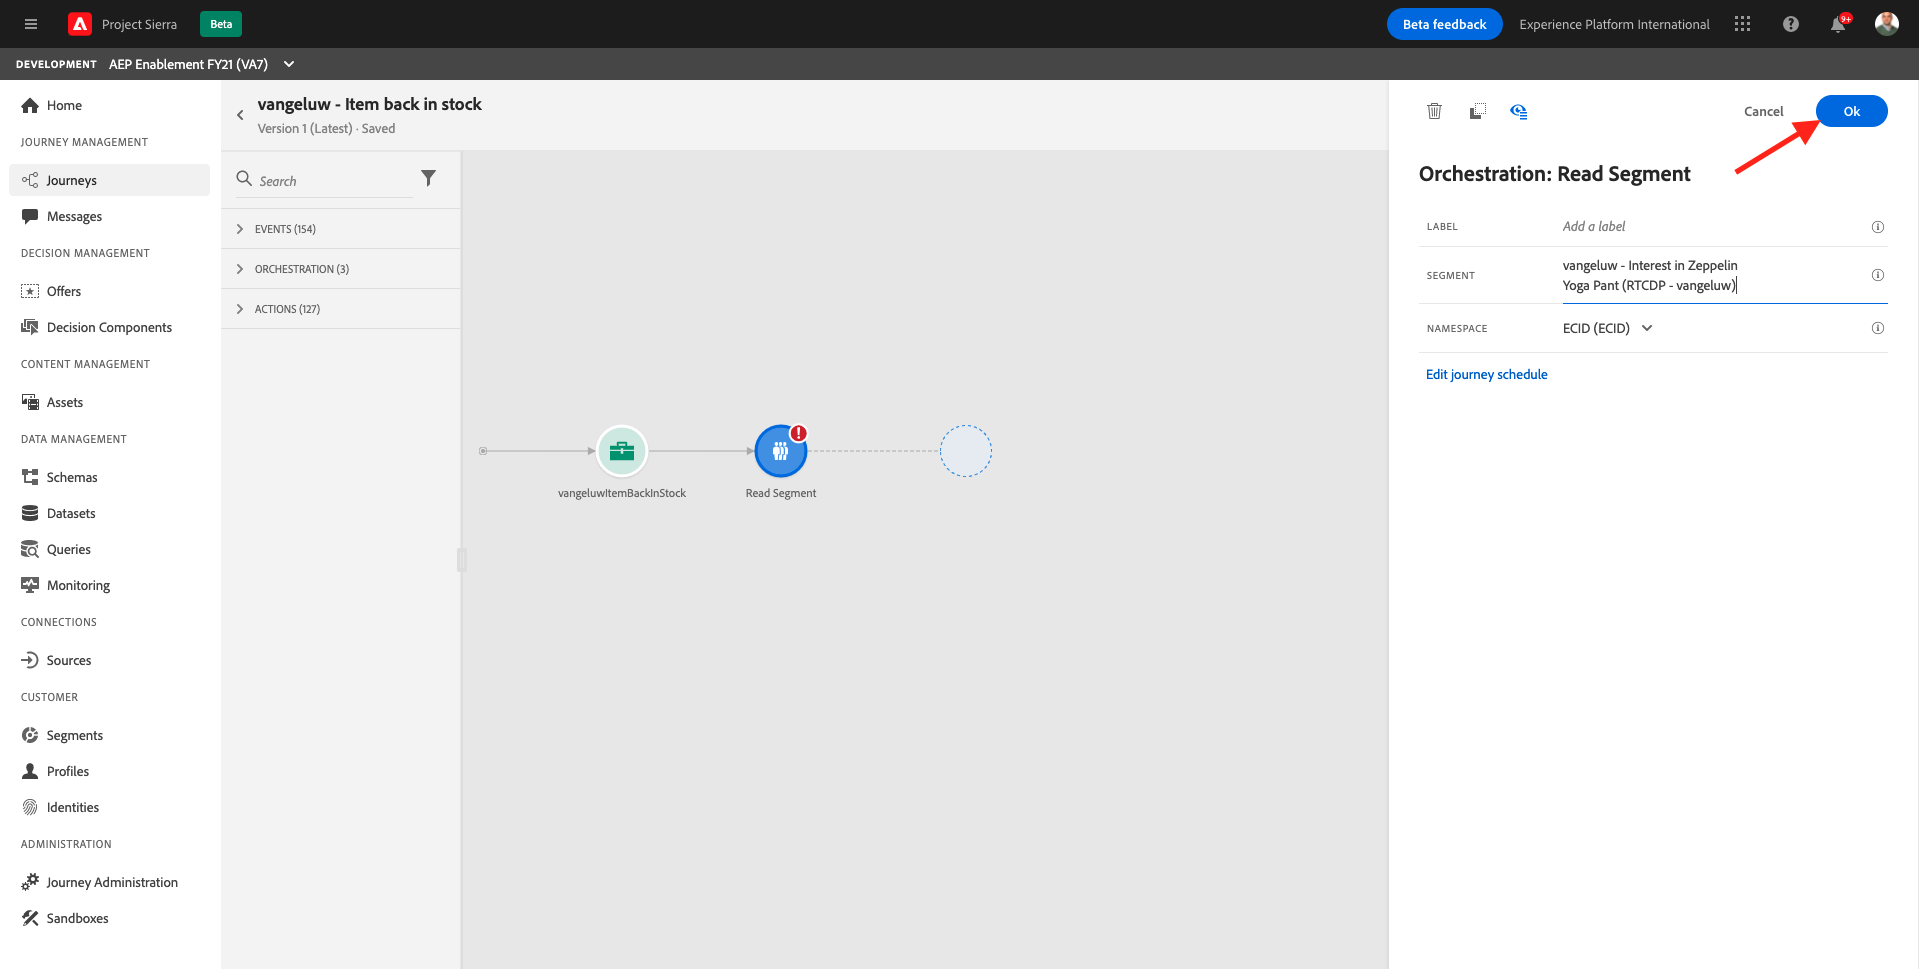 Project Sierra
Beta
Beta feedback
Experience Platform International
9+
DEVELOPMENT
AEP Enablement FY21 (VA7)
Home
JOURNEY MANAGEMENT
Journeys
Messages
DECISION MANAGEMENT
Offers
Decision Components
CONTENT MANAGEMENT
Assets
DATA MANAGEMENT
Schemas
Datasets
Queries
Monitoring
CONNECTIONS
Sources
CUSTOMER
Segments
Profiles
Identities
ADMINISTRATION
Journey Administration
Sandboxes
vangeluw - Item back in stock
Version 1 (Latest) · Saved
Search
EVENTS (154)
ORCHESTRATION (3)
ACTIONS (127)
vangeluwItemBackInStock
Read Segment
Cancel
Ok
Orchestration: Read Segment
LABEL
Add a label
SEGMENT
vangeluw - Interest in Zeppelin
Yoga Pant (RTCDP - vangeluw)
NAMESPACE
ECID (ECID)
Edit journey schedule